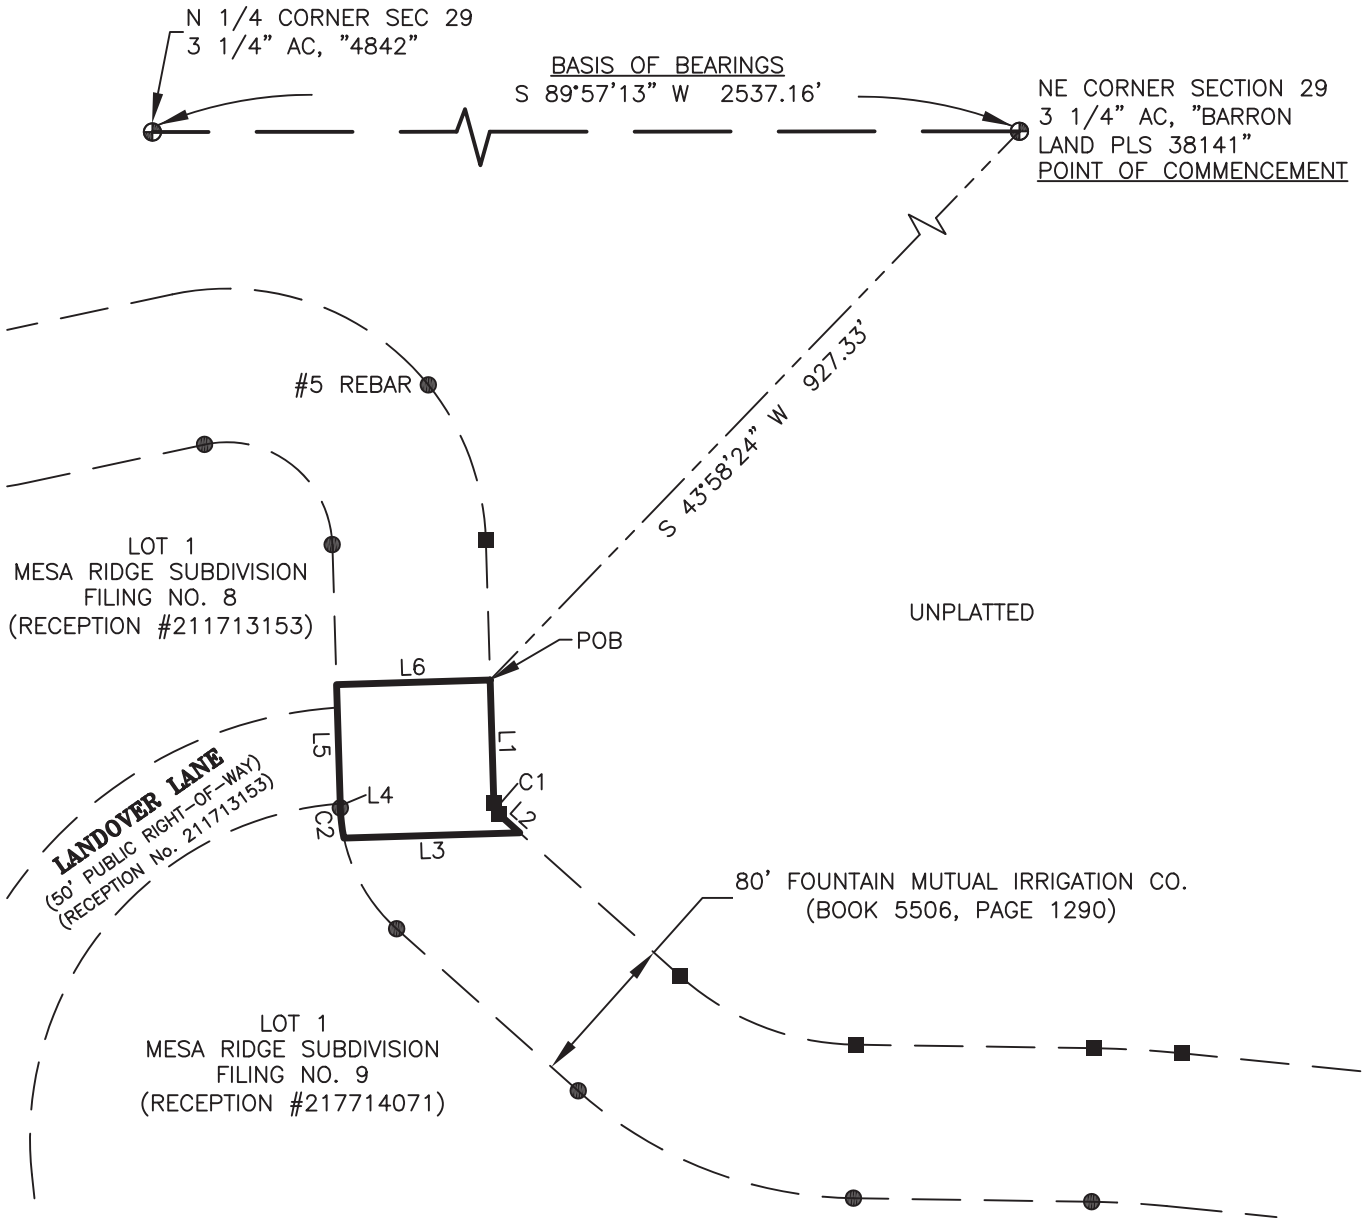 N 1/4 CORNER SEC 29
3 1/4" AC, "4842"
BASIS OF BEARINGS
S 89°57'13" W 2537.16'
NE CORNER SECTION 29
3 1/4" AC, "BARRON
LAND PLS 38141"
POINT OF COMMENCEMENT
S 43°58'24" W 927.33'
#5 REBAR
LOT 1
MESA RIDGE SUBDIVISION
FILING NO. 8
(RECEPTION #211713153)
UNPLATTED
POB
L6
L5
L1
C1
L4
L2
C2
L3
LANDOVER LANE
(50' PUBLIC RIGHT-OF-WAY)
(RECEPTION No. 211713153)
80' FOUNTAIN MUTUAL IRRIGATION CO.
(BOOK 5506, PAGE 1290)
LOT 1
MESA RIDGE SUBDIVISION
FILING NO. 9
(RECEPTION #217714071)